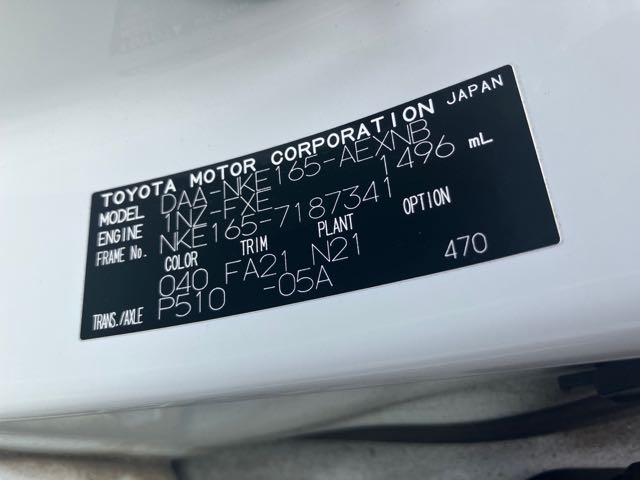 TOYOTA MOTOR CORPORATION JAPAN
MODEL DAA-NKE165-AEXNB
ENGINE 1NZ-FXE 1496 mL
FRAME No. NKE165-7187341
COLOR TRIM PLANT OPTION
040 FA21 N21 470
TRANS./AXLE P510 -05A